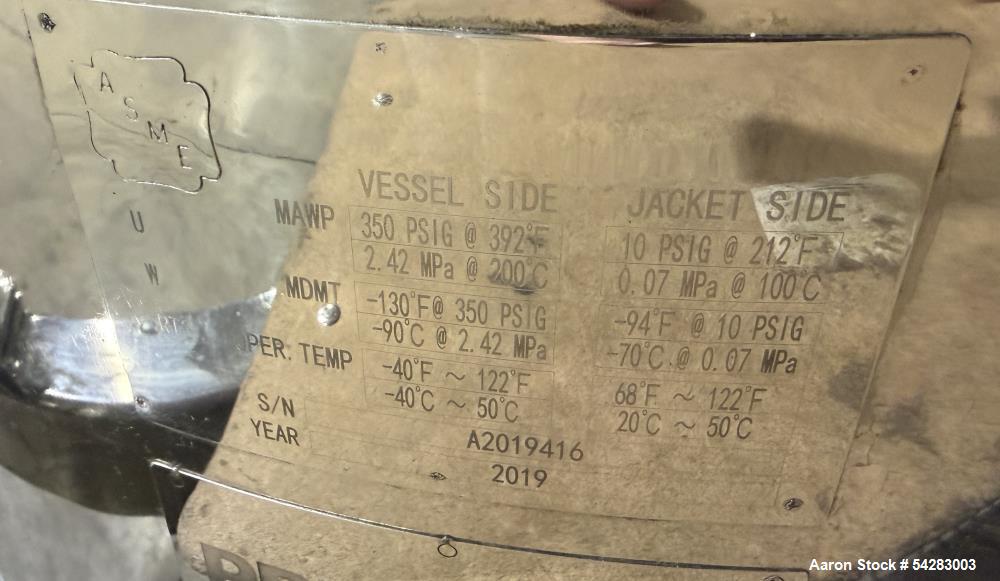 ASME
U
W
RT
VESSEL SIDE JACKET SIDE
MAWP 350 PSIG @ 392°F 10 PSIG @ 212°F
2.42 MPa @ 200°C 0.07 MPa @ 100°C
MDMT -130°F@ 350 PSIG -94°F @ 10 PSIG
-90°C @ 2.42 MPa -70°C @ 0.07 MPa
PER. TEMP -40°F ~ 122°F 68°F ~ 122°F
-40°C ~ 50°C 20°C ~ 50°C
S/N A2019416
YEAR 2019
Aaron Stock # 54283003